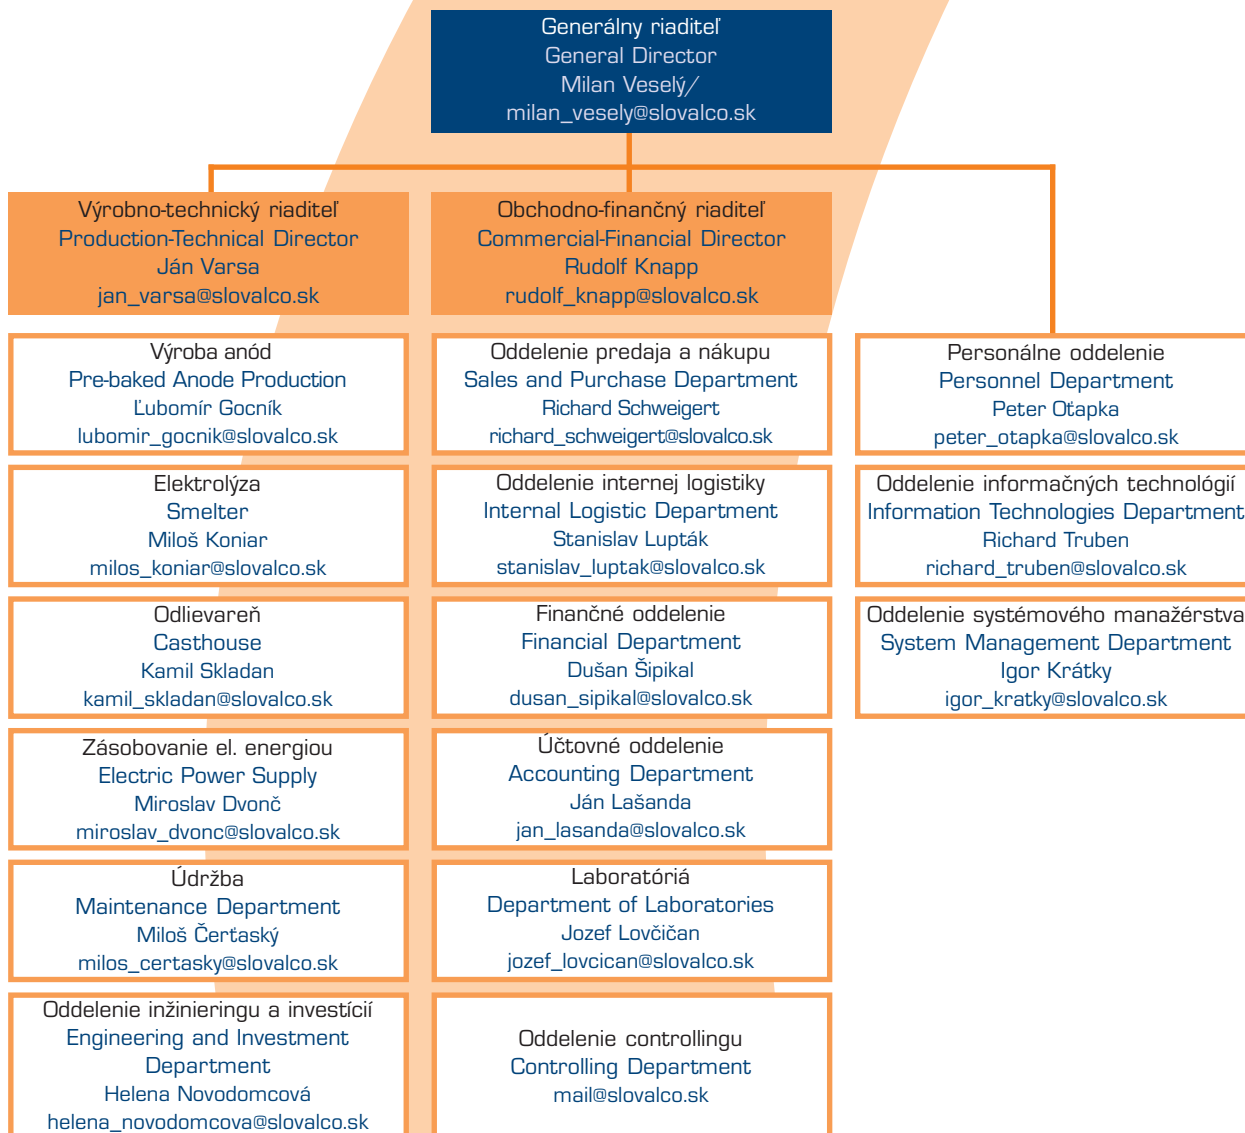 Generálny riaditeľ
General Director
Milan Veselý/
milan_vesely@slovalco.sk
Výrobno-technický riaditeľ
Production-Technical Director
Ján Varsa
jan_varsa@slovalco.sk
Obchodno-finančný riaditeľ
Commercial-Financial Director
Rudolf Knapp
rudolf_knapp@slovalco.sk
Výroba anód
Pre-baked Anode Production
Ľubomír Gocník
lubomir_gocnik@slovalco.sk
Oddelenie predaja a nákupu
Sales and Purchase Department
Richard Schweigert
richard_schweigert@slovalco.sk
Personálne oddelenie
Personnel Department
Peter Oťapka
peter_otapka@slovalco.sk
Elektrolýza
Smelter
Miloš Koniar
milos_koniar@slovalco.sk
Oddelenie internej logistiky
Internal Logistic Department
Stanislav Lupták
stanislav_luptak@slovalco.sk
Oddelenie informačných technológií
Information Technologies Department
Richard Truben
richard_truben@slovalco.sk
Odlievareň
Casthouse
Kamil Skladan
kamil_skladan@slovalco.sk
Finančné oddelenie
Financial Department
Dušan Šipikal
dusan_sipikal@slovalco.sk
Oddelenie systémového manažérstva
System Management Department
Igor Krátky
igor_kratky@slovalco.sk
Zásobovanie el. energiou
Electric Power Supply
Miroslav Dvonč
miroslav_dvonc@slovalco.sk
Účtovné oddelenie
Accounting Department
Ján Lašanda
jan_lasanda@slovalco.sk
Údržba
Maintenance Department
Miloš Čerťaský
milos_certasky@slovalco.sk
Laboratóriá
Department of Laboratories
Jozef Lovčičan
jozef_lovcican@slovalco.sk
Oddelenie inžinieringu a investícií
Engineering and Investment
Department
Helena Novodomcová
helena_novodomcova@slovalco.sk
Oddelenie controllingu
Controlling Department
mail@slovalco.sk